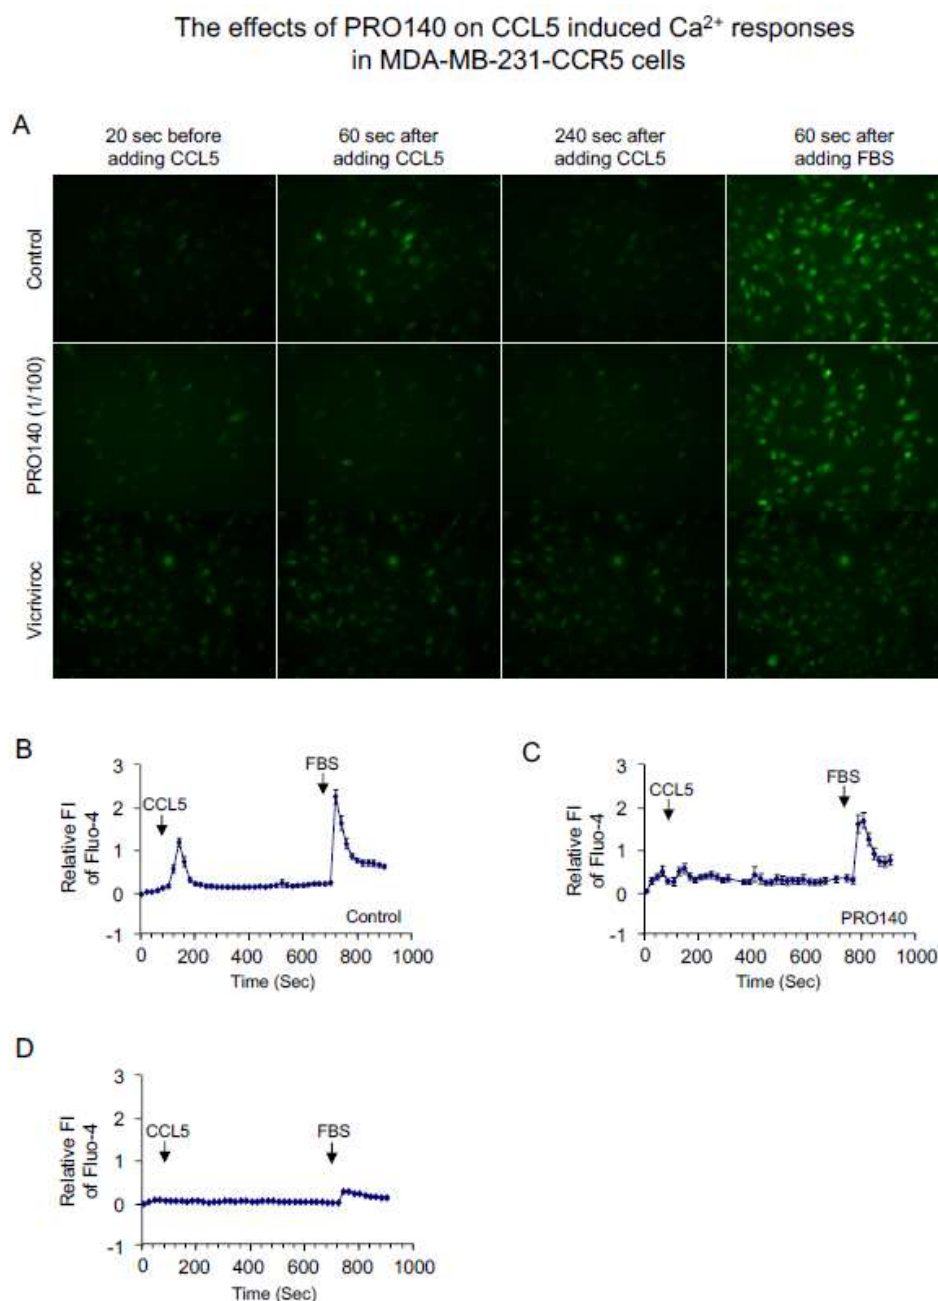 The effects of PRO140 on CCL5 induced Ca²⁺ responses
in MDA-MB-231-CCR5 cells
A
20 sec before
adding CCL5
60 sec after
adding CCL5
240 sec after
adding CCL5
60 sec after
adding FBS
Control
PRO140 (1/100)
Vicriviroc
B
Relative FI
of Fluo-4
3
2
1
0
-1
CCL5
FBS
Control
0 200 400 600 800 1000
Time (Sec)
C
Relative FI
of Fluo-4
3
2
1
0
-1
CCL5
FBS
PRO140
0 200 400 600 800 1000
Time (Sec)
D
Relative FI
of Fluo-4
3
2
1
0
-1
CCL5
FBS
0 200 400 600 800 1000
Time (Sec)